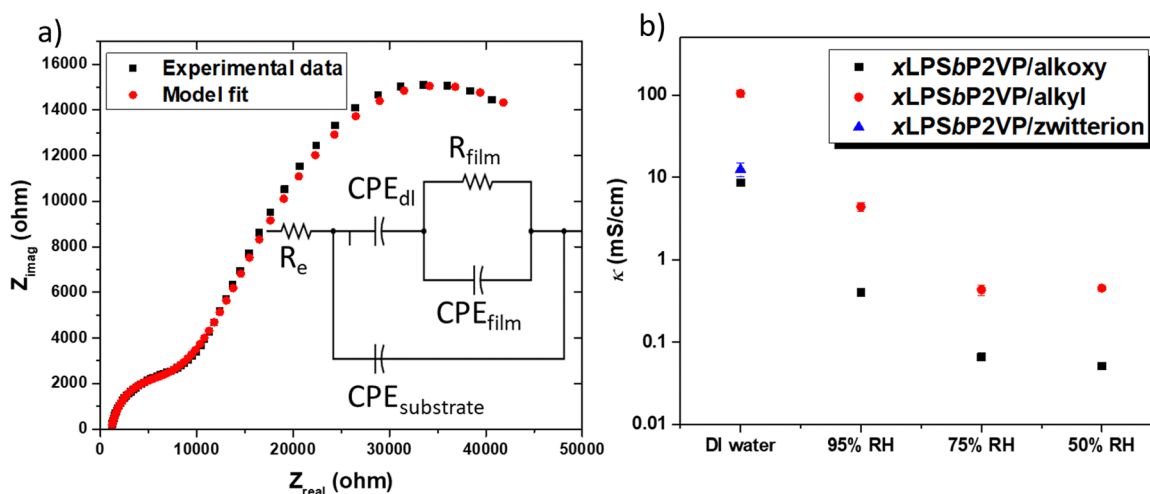 a)
16000
14000
12000
10000
8000
6000
4000
2000
0
Z_imag (ohm)
Experimental data
Model fit
R_film
CPE_dl
R_e
CPE_film
CPE_substrate
0 10000 20000 30000 40000 50000
Z_real (ohm)
b)
100
10
1
0.1
0.01
κ (mS/cm)
xLPSbP2VP/alkoxy
xLPSbP2VP/alkyl
xLPSbP2VP/zwitterion
DI water 95% RH 75% RH 50% RH